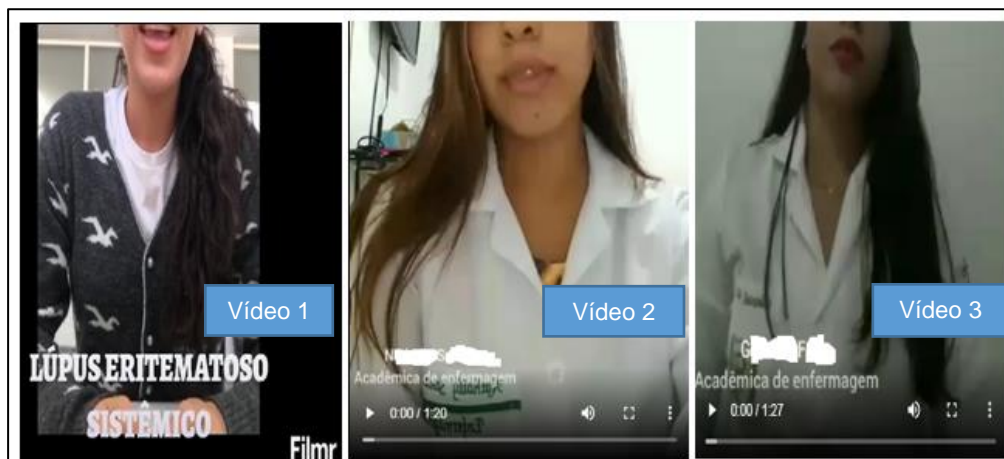 Vídeo 1
LÚPUS ERITEMATOSO
SISTÊMICO
Filmr
Vídeo 2
Acadêmica de enfermagem
0:00 / 1:20
Vídeo 3
Acadêmica de enfermagem
0:00 / 1:27